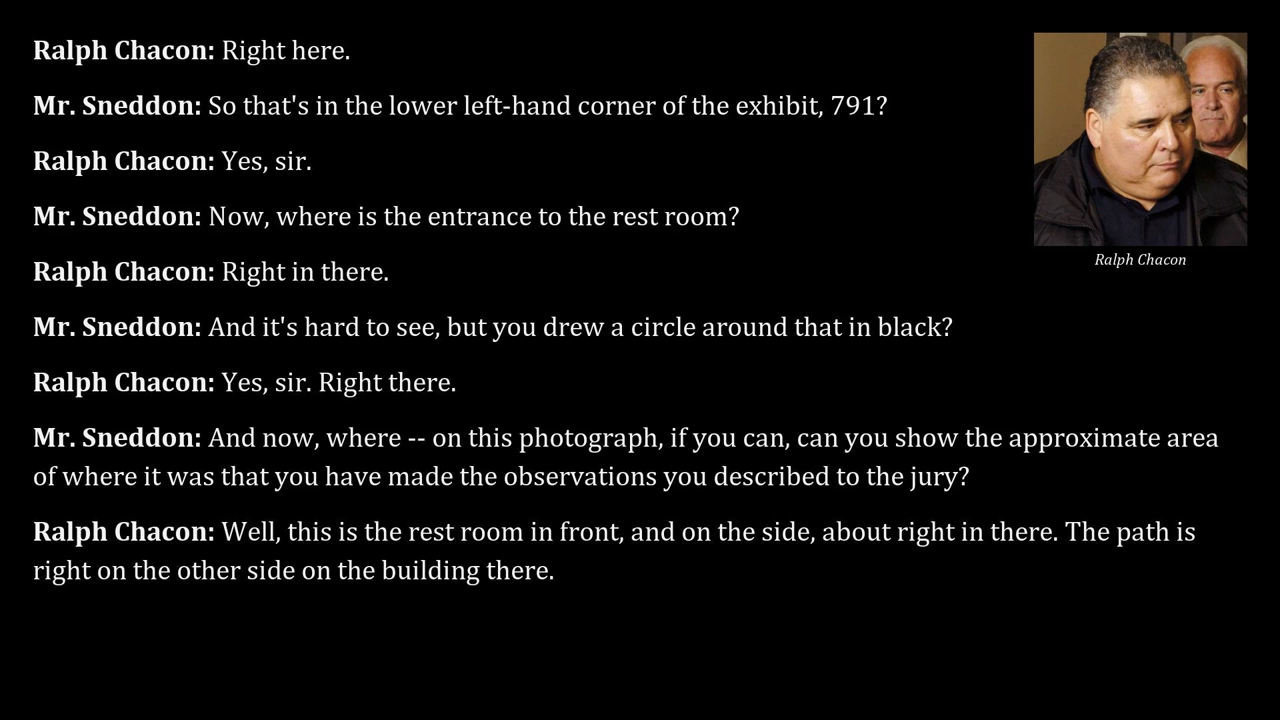 Ralph Chacon: Right here.
Mr. Sneddon: So that's in the lower left-hand corner of the exhibit, 791?
Ralph Chacon: Yes, sir.
Mr. Sneddon: Now, where is the entrance to the rest room?
Ralph Chacon: Right in there.
Mr. Sneddon: And it's hard to see, but you drew a circle around that in black?
Ralph Chacon: Yes, sir. Right there.
Mr. Sneddon: And now, where -- on this photograph, if you can, can you show the approximate area
of where it was that you have made the observations you described to the jury?
Ralph Chacon: Well, this is the rest room in front, and on the side, about right in there. The path is
right on the other side on the building there.
Ralph Chacon